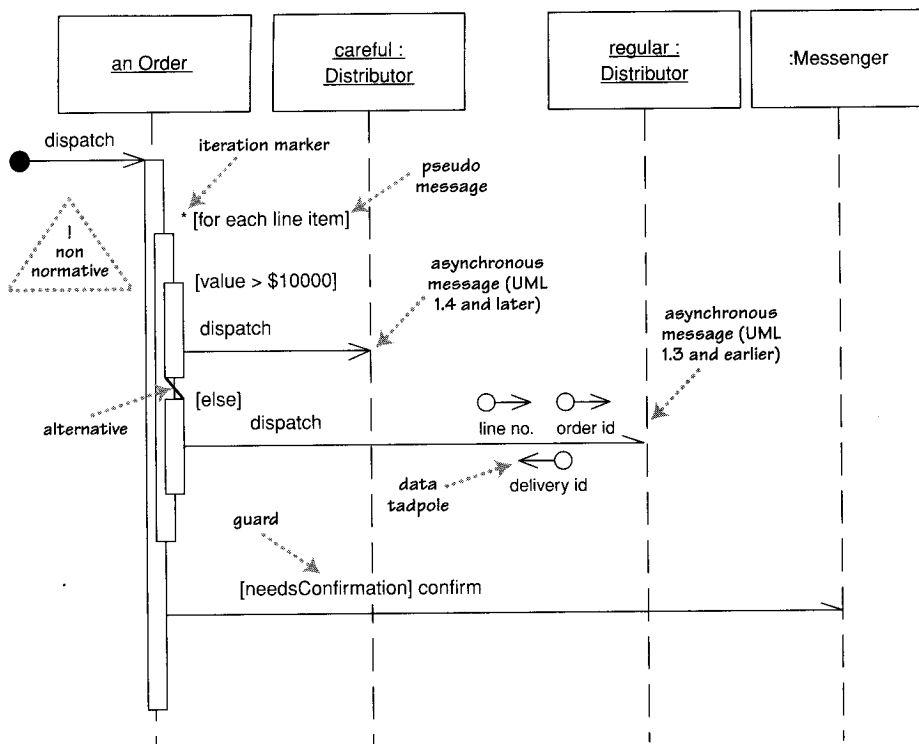 an Order
careful :
Distributor
regular :
Distributor
:Messenger
dispatch
iteration marker
pseudo
message
* [for each line item]
!
non
normative
[value > $10000]
asynchronous
message (UML
1.4 and later)
dispatch
asynchronous
message (UML
1.3 and earlier)
[else]
alternative
dispatch
line no.
order id
data
tadpole
delivery id
guard
[needsConfirmation] confirm